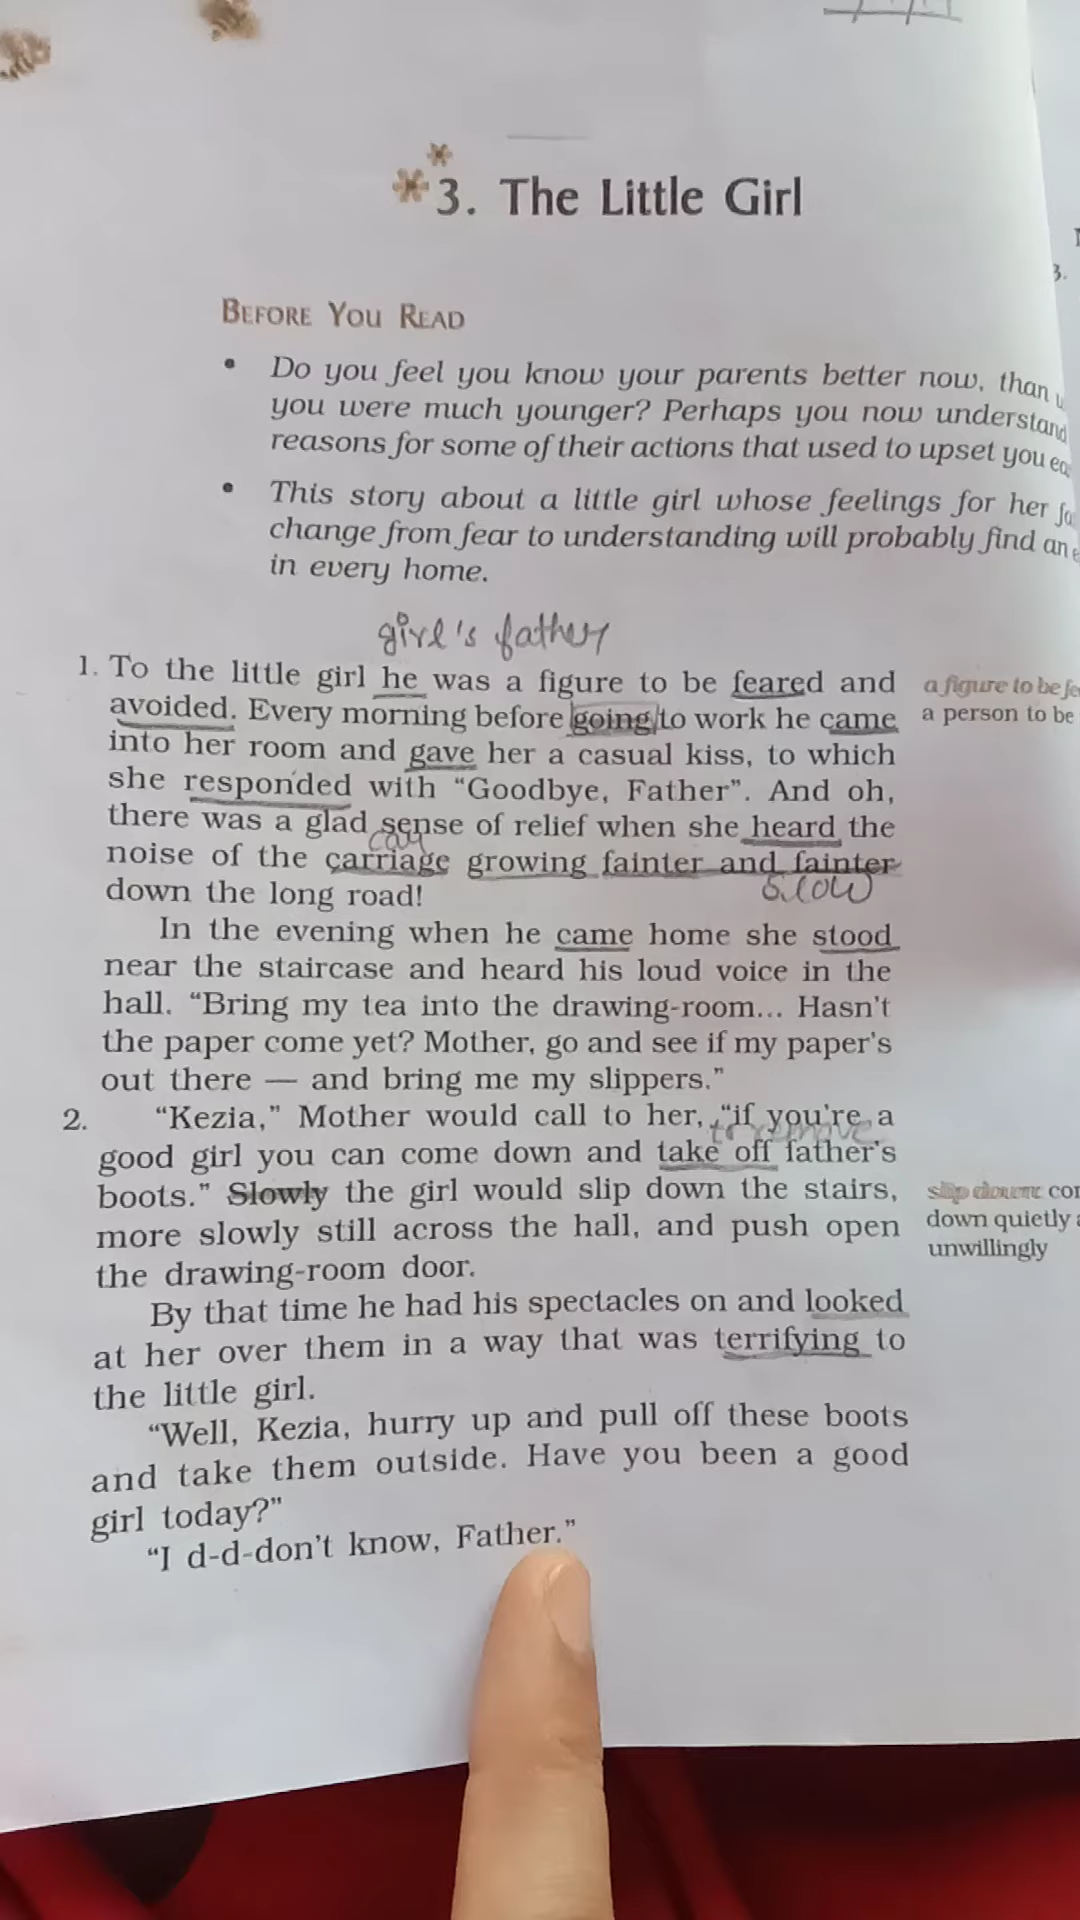 3. The Little Girl
BEFORE YOU READ
• Do you feel you know your parents better now, than
you were much younger? Perhaps you now understand
reasons for some of their actions that used to upset you
• This story about a little girl whose feelings for her
change from fear to understanding will probably find an
in every home.
girl's father
1. To the little girl he was a figure to be feared and
avoided. Every morning before going to work he came
into her room and gave her a casual kiss, to which
she responded with “Goodbye, Father”. And oh,
there was a glad sense of relief when she heard the
noise of the carriage growing fainter and fainter
slow
down the long road!
In the evening when he came home she stood
near the staircase and heard his loud voice in the
hall. “Bring my tea into the drawing-room... Hasn't
the paper come yet? Mother, go and see if my paper's
out there — and bring me my slippers.”
2. “Kezia,” Mother would call to her, “if you're a
to remove
good girl you can come down and take off father's
boots.” Slowly the girl would slip down the stairs,
more slowly still across the hall, and push open
the drawing-room door.
By that time he had his spectacles on and looked
at her over them in a way that was terrifying to
the little girl.
“Well, Kezia, hurry up and pull off these boots
and take them outside. Have you been a good
girl today?”
“I d-d-don't know, Father.”
a figure to be
a person to be
slip down:
down quietly
unwillingly
3.